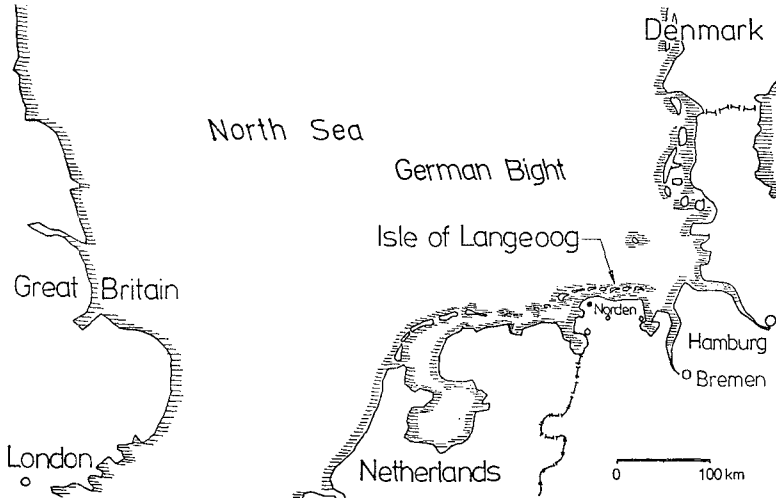 Denmark
North Sea
German Bight
Isle of Langeoog
Great Britain
Norden
Hamburg
Bremen
London
Netherlands
0 100 km